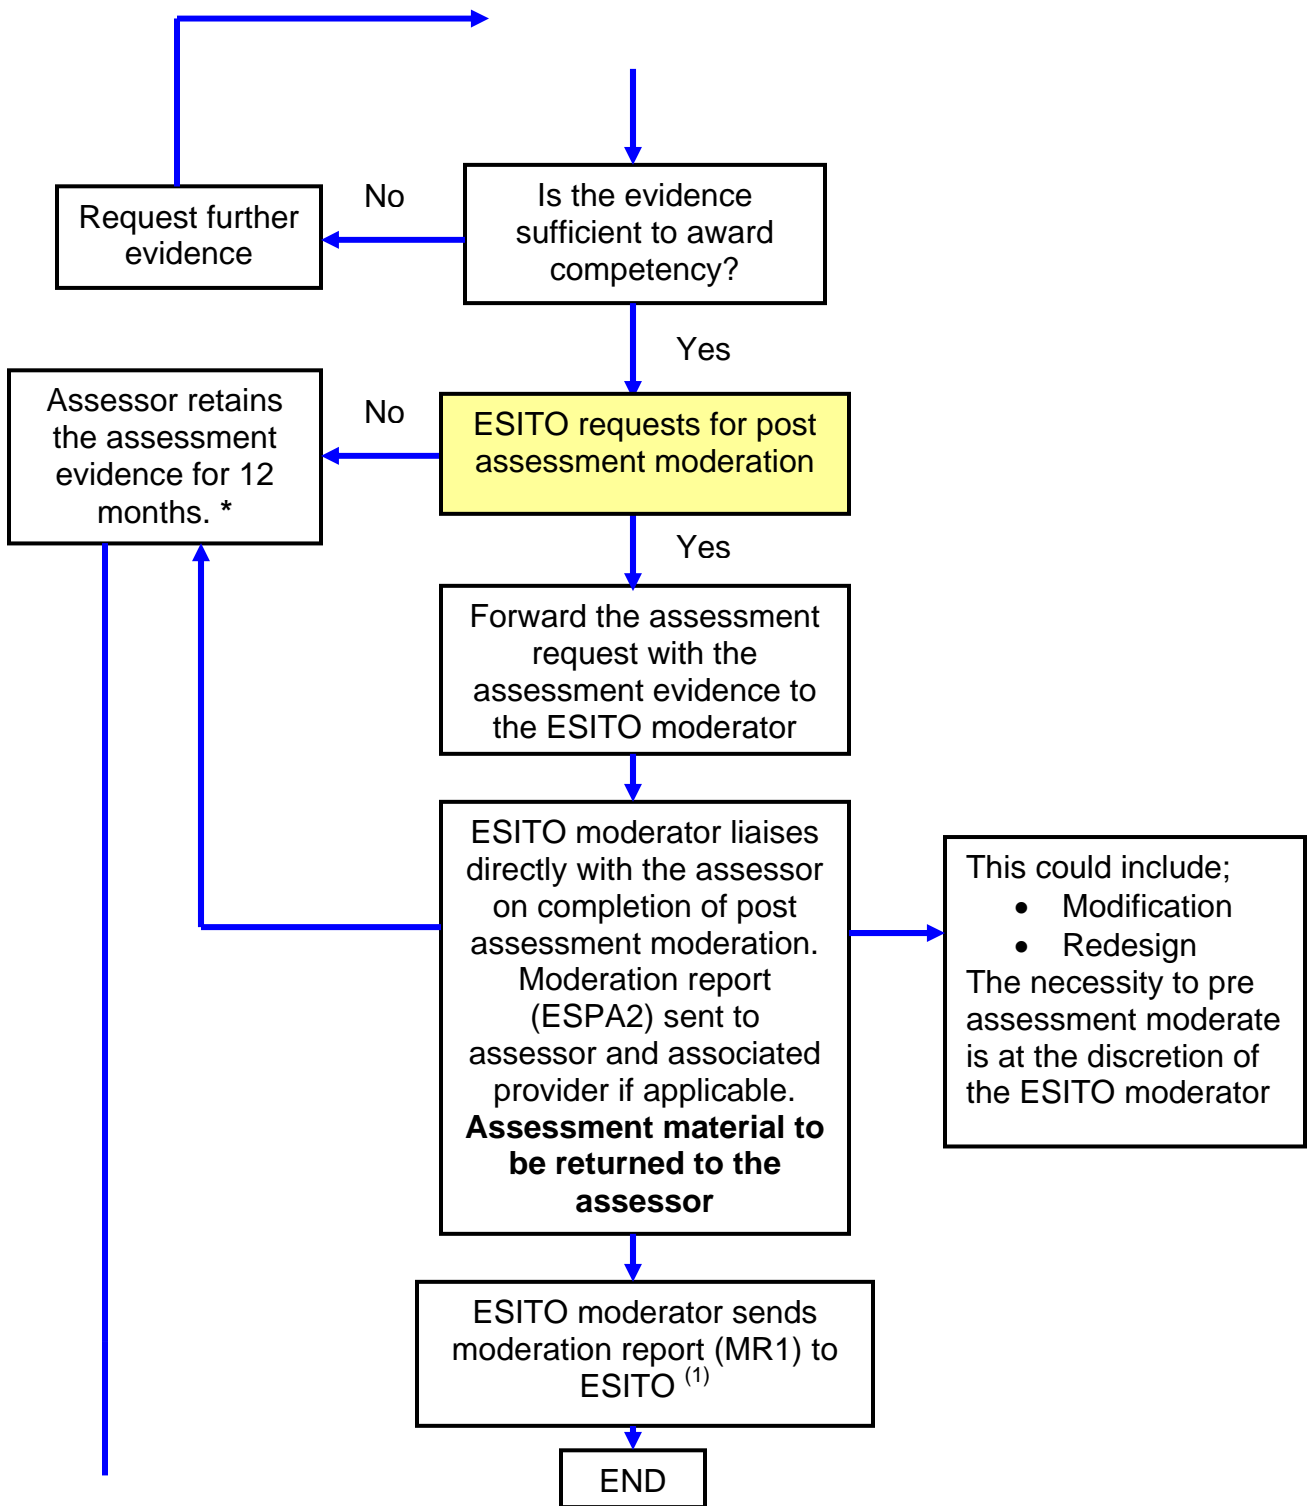 No
Is the evidence
sufficient to award
competency?
Request further
evidence
Yes
Assessor retains
the assessment
evidence for 12
months. *
No
ESITO requests for post
assessment moderation
Yes
Forward the assessment
request with the
assessment evidence to
the ESITO moderator
ESITO moderator liaises
directly with the assessor
on completion of post
assessment moderation.
Moderation report
(ESPA2) sent to
assessor and associated
provider if applicable.
Assessment material to
be returned to the
assessor
This could include;
• Modification
• Redesign
The necessity to pre
assessment moderate
is at the discretion of
the ESITO moderator
ESITO moderator sends
moderation report (MR1) to
ESITO (1)
END